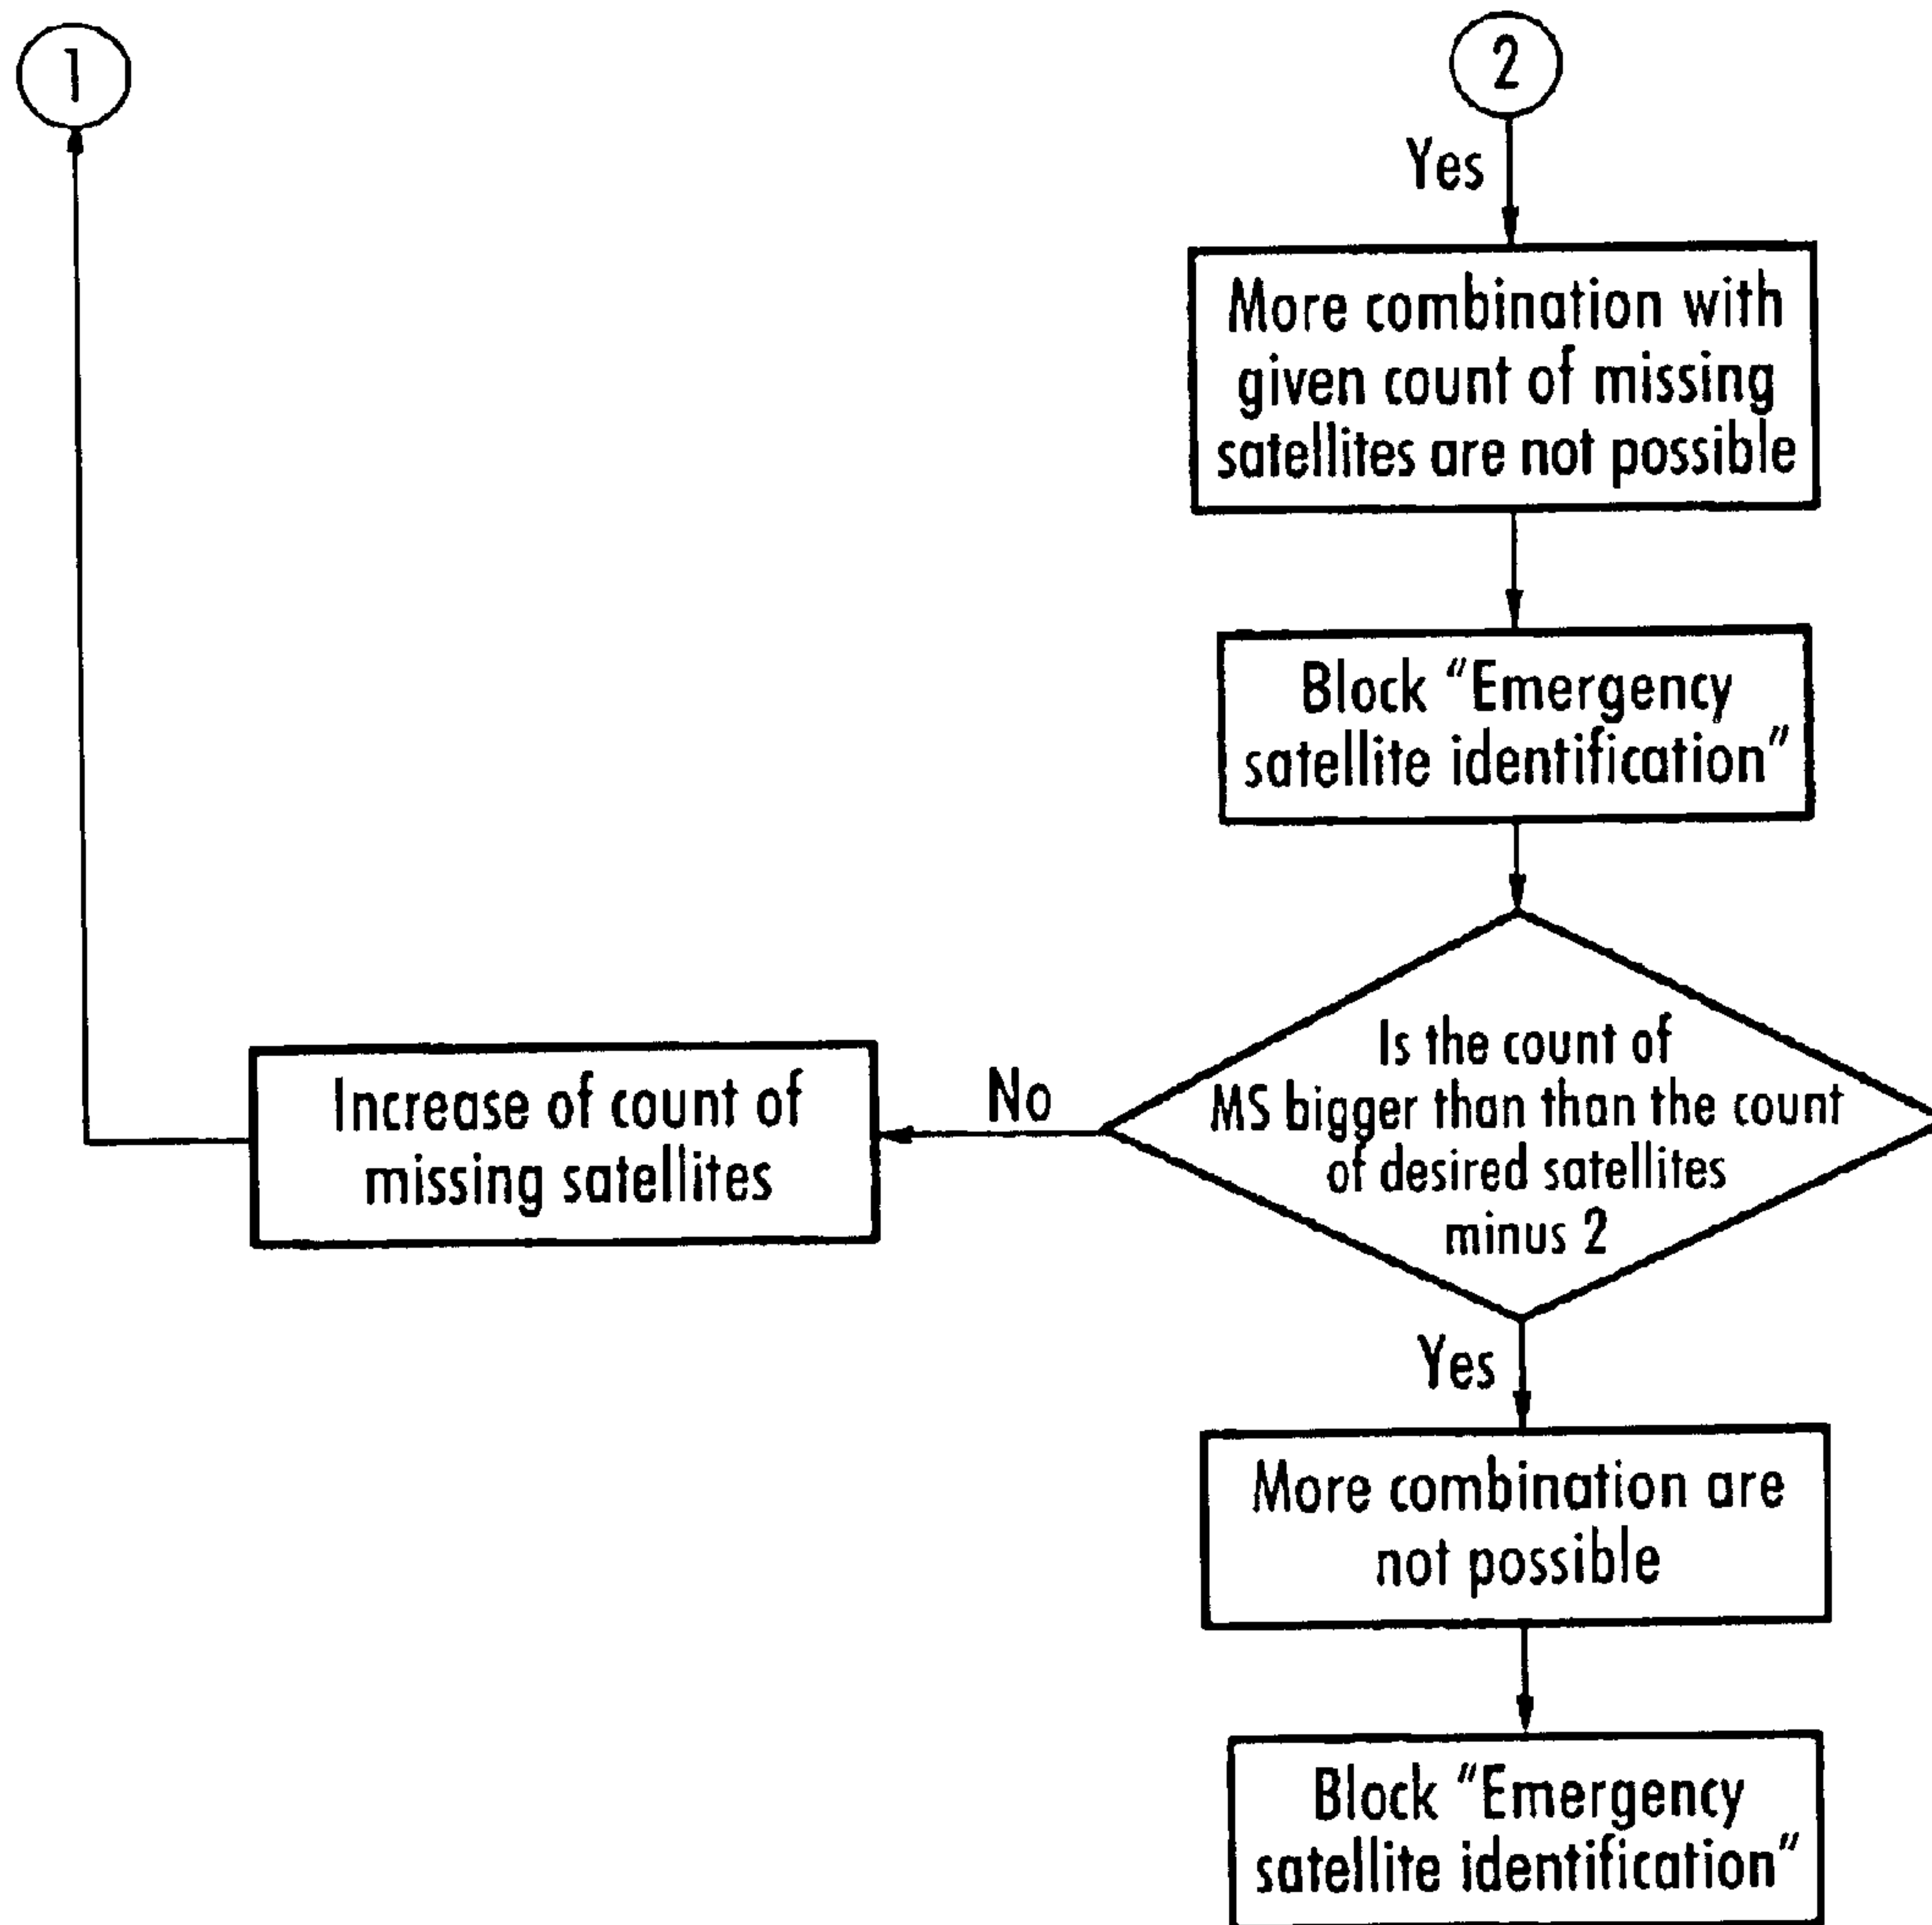 1
2
Yes
More combination with
given count of missing
satellites are not possible
Block "Emergency
satellite identification"
Is the count of
MS bigger than than the count
of desired satellites
minus 2
No
Increase of count of
missing satellites
Yes
More combination are
not possible
Block "Emergency
satellite identification"